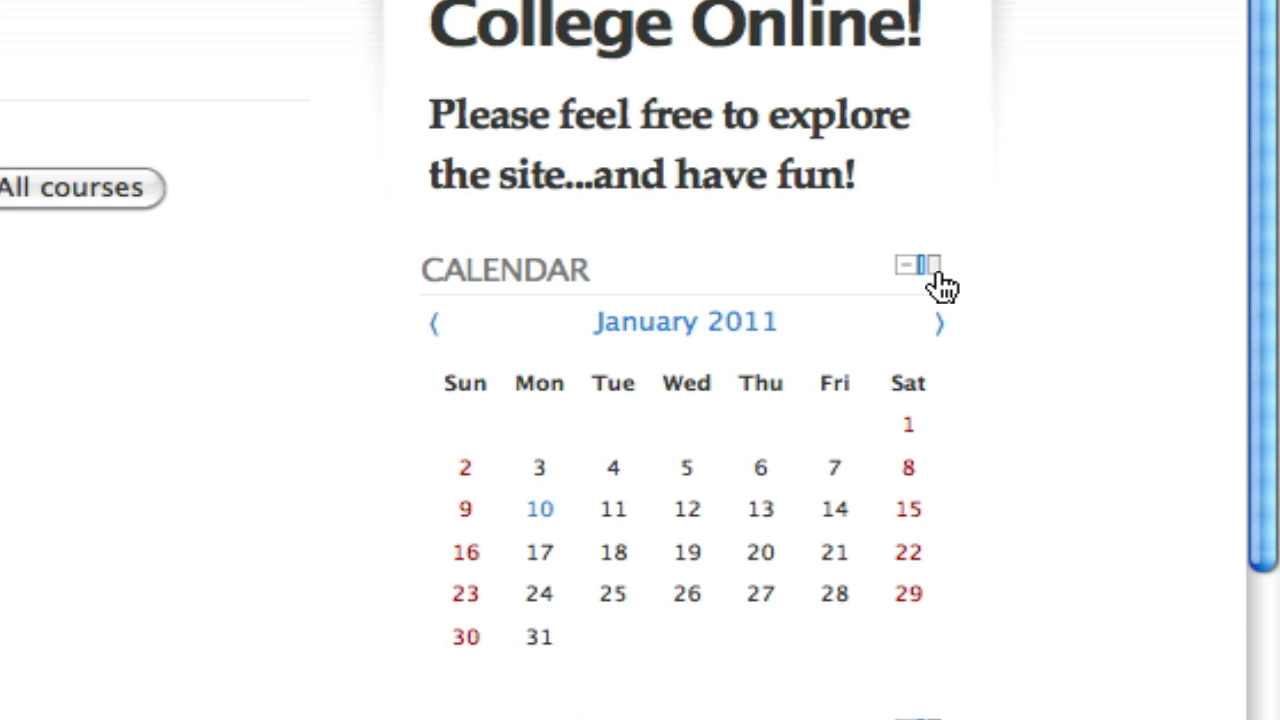 College Online!
Please feel free to explore
the site...and have fun!
All courses
CALENDAR
⟨ January 2011 ⟩
Sun Mon Tue Wed Thu Fri Sat
1
2 3 4 5 6 7 8
9 10 11 12 13 14 15
16 17 18 19 20 21 22
23 24 25 26 27 28 29
30 31